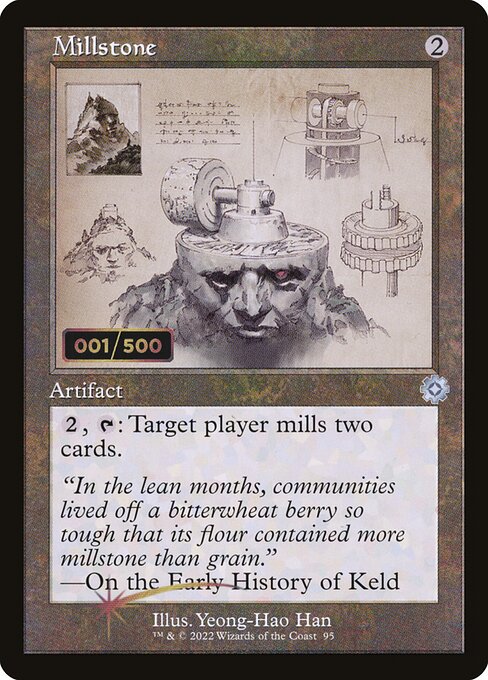 Millstone 2
001/500
Artifact
2, T: Target player mills two
cards.
“In the lean months, communities
lived off a bitterwheat berry so
tough that its flour contained more
millstone than grain.”
—On the Early History of Keld
Illus. Yeong-Hao Han
™ & © 2022 Wizards of the Coast 95